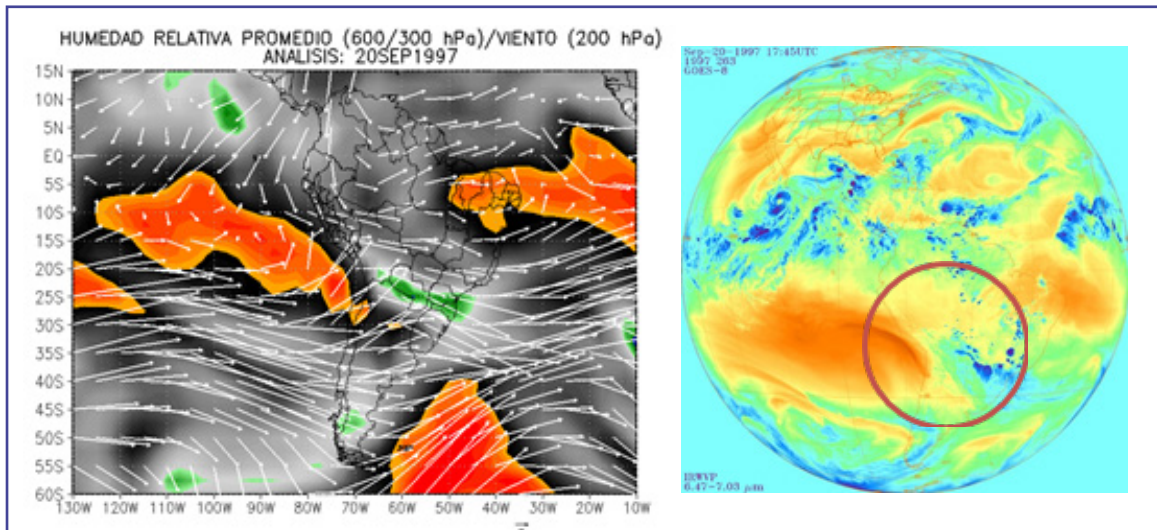 HUMEDAD RELATIVA PROMEDIO (600/300 hPa)/VIENTO (200 hPa)
ANALISIS: 20SEP1997
15N
10N
5N
EQ
5S
10S
15S
20S
25S
30S
35S
40S
45S
50S
55S
60S
130W 120W 110W 100W 90W 80W 70W 60W 50W 40W 30W 20W 10W
Sep-20-1997 17:45UTC
1997 263
GOES-8
IRWVP
6.47-7.03 µm